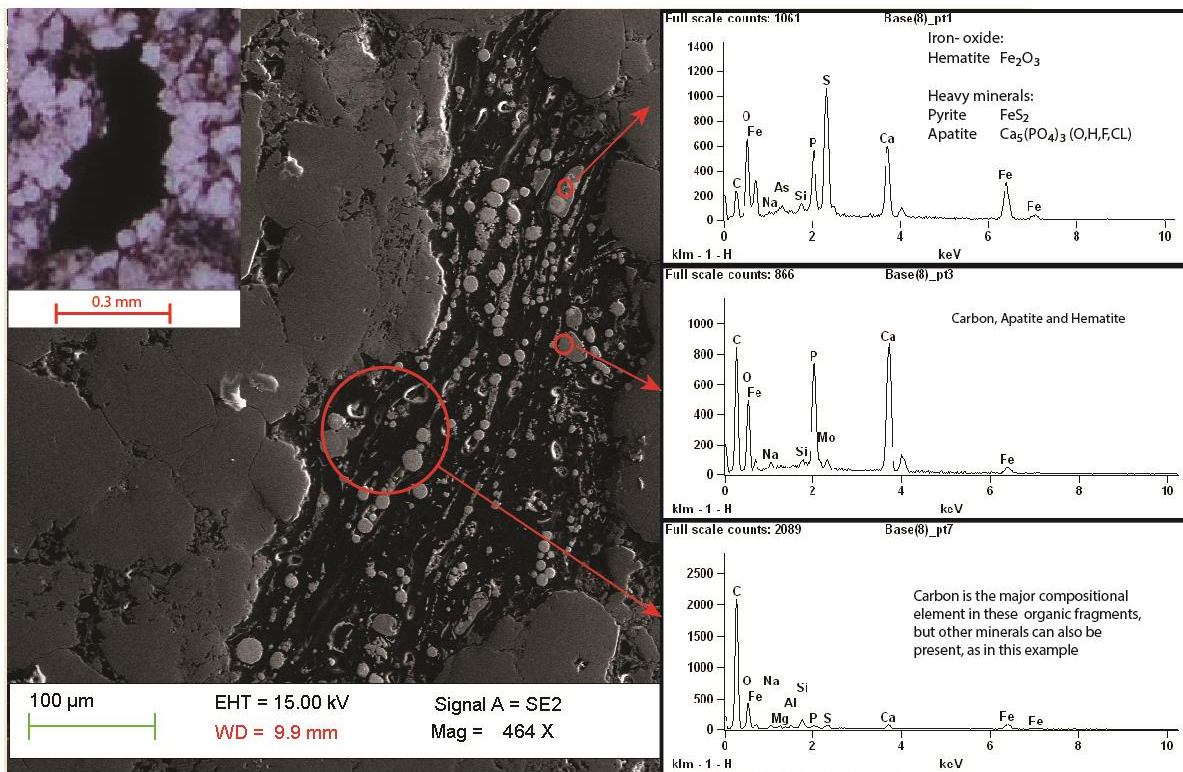 0.3 mm
100 µm
EHT = 15.00 kV
Signal A = SE2
WD = 9.9 mm
Mag = 464 X
Full scale counts: 1061
Base(8)_pt1
Iron- oxide:
Hematite Fe₂O₃
Heavy minerals:
Pyrite FeS₂
Apatite Ca₅(PO₄)₃ (O,H,F,CL)
1400
1200
1000
800
600
400
200
0
C
O
Fe
Na
As
Si
P
S
Ca
Fe
Fe
0 2 4 6 8 10
klm - 1 - H
keV
Full scale counts: 866
Base(8)_pt3
Carbon, Apatite and Hematite
1000
800
600
400
200
0
C
O
Fe
Na
Si
P
Mo
Ca
Fe
0 2 4 6 8 10
klm - 1 - H
keV
Full scale counts: 2089
Base(8)_pt7
Carbon is the major compositional
element in these organic fragments,
but other minerals can also be
present, as in this example
2500
2000
1500
1000
500
0
C
O
Fe
Na
Mg
Al
Si
P
S
Ca
Fe
Fe
0 2 4 6 8 10
klm - 1 - H
keV